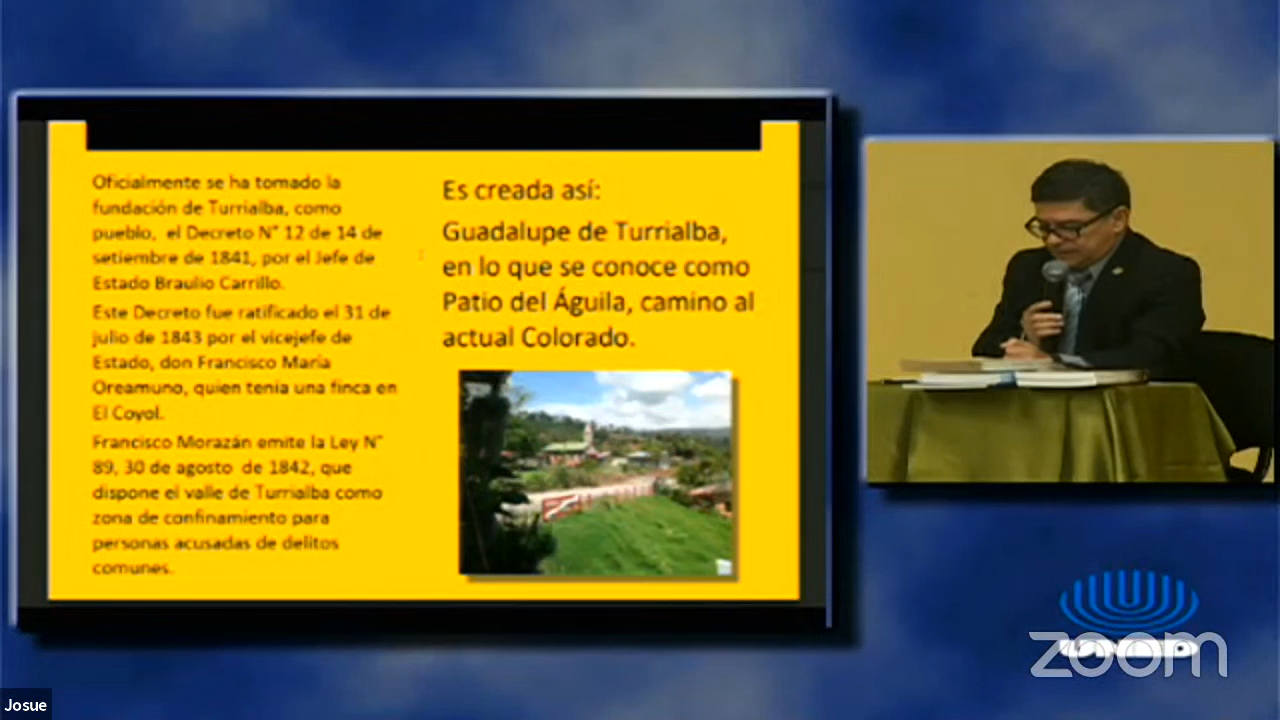 Oficialmente se ha tomado la
fundación de Turrialba, como
pueblo, el Decreto N° 12 de 14 de
setiembre de 1841, por el Jefe de
Estado Braulio Carrillo.
Este Decreto fue ratificado el 31 de
julio de 1843 por el vicejefe de
Estado, don Francisco María
Oreamuno, quien tenía una finca en
El Coyol.
Francisco Morazán emite la Ley N°
89, 30 de agosto de 1842, que
dispone el valle de Turrialba como
zona de confinamiento para
personas acusadas de delitos
comunes.
Es creada así:
Guadalupe de Turrialba,
en lo que se conoce como
Patio del Águila, camino al
actual Colorado.
zoom
Josue